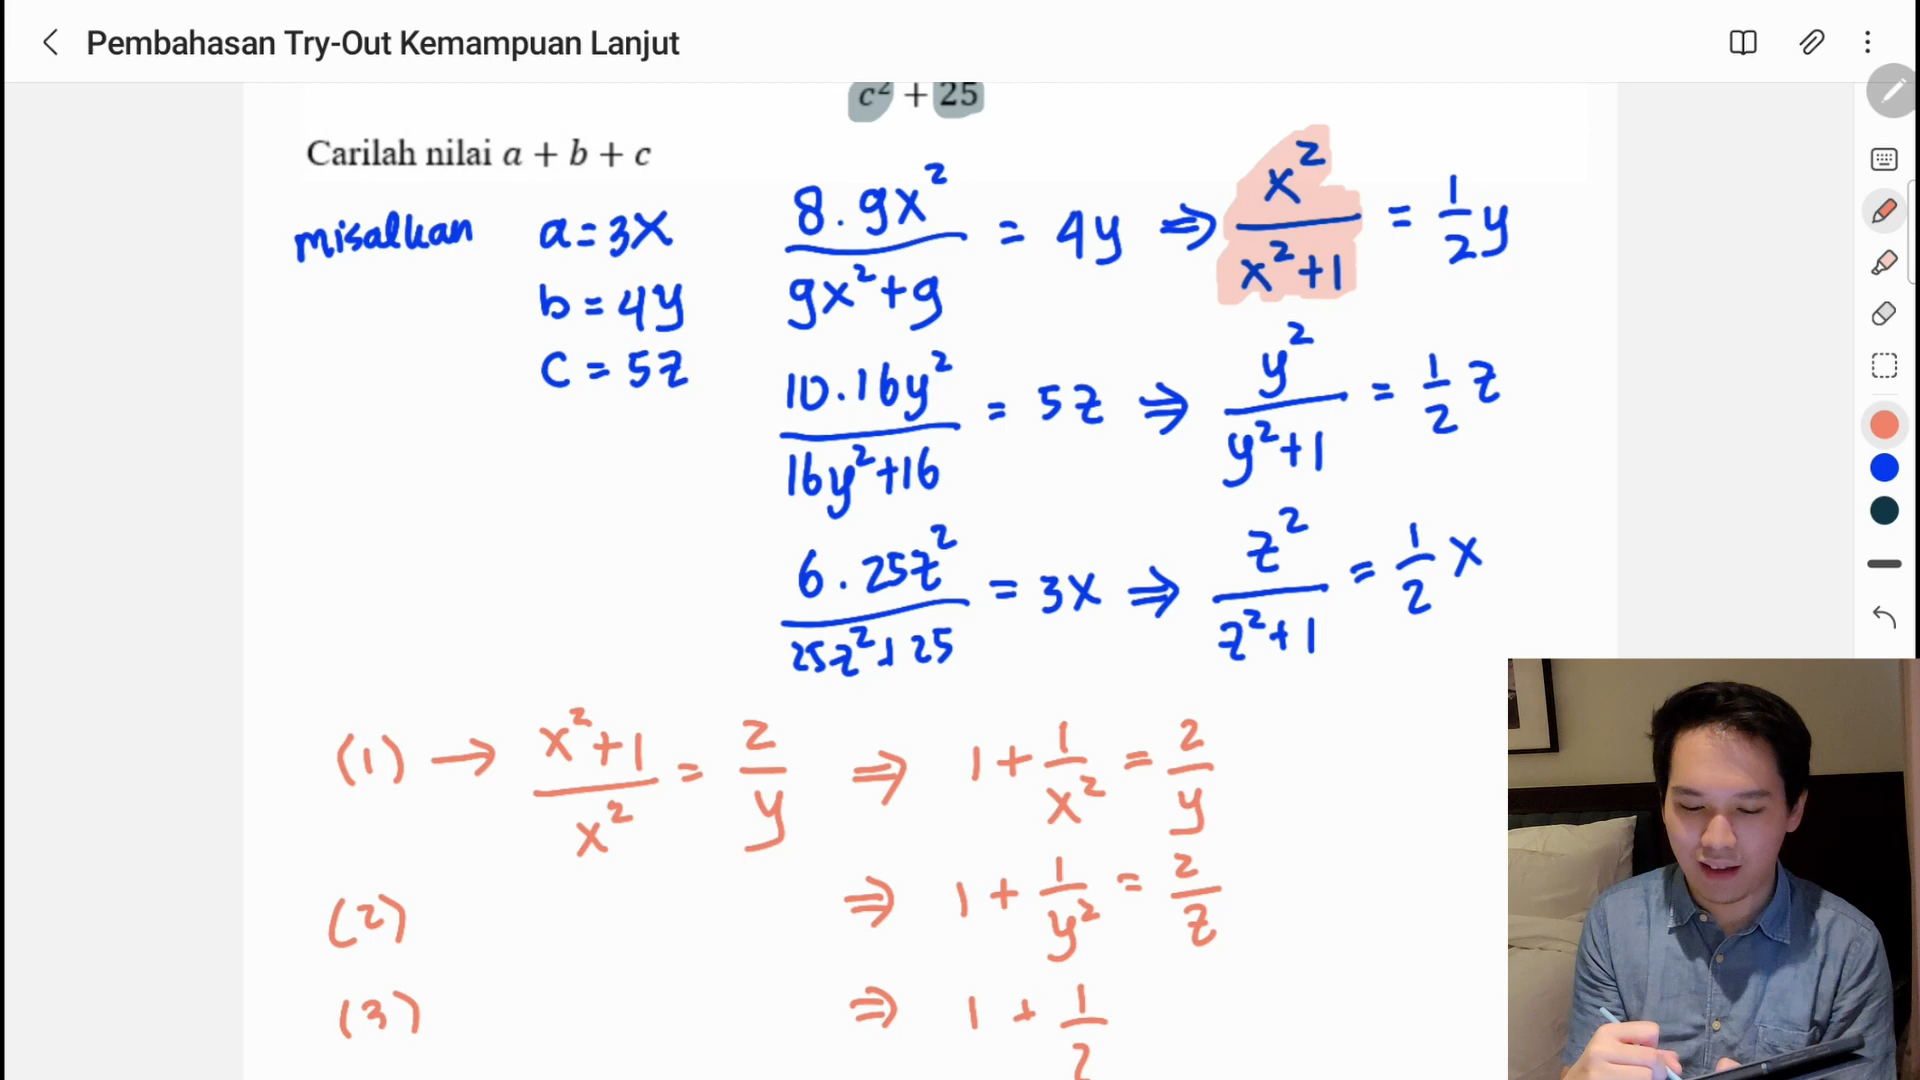 Pembahasan Try-Out Kemampuan Lanjut
c² + 25
Carilah nilai a + b + c
misalkan a = 3x
b = 4y
c = 5z
8 . 9x² / 9x² + 9 = 4y ⇒ x² / x² + 1 = 1/2 y
10 . 16y² / 16y² + 16 = 5z ⇒ y² / y² + 1 = 1/2 z
6 . 25z² / 25z² + 25 = 3x ⇒ z² / z² + 1 = 1/2 x
(1) → x² + 1 / x² = 2 / y ⇒ 1 + 1 / x² = 2 / y
(2) ⇒ 1 + 1 / y² = 2 / z
(3) ⇒ 1 + 1 / z